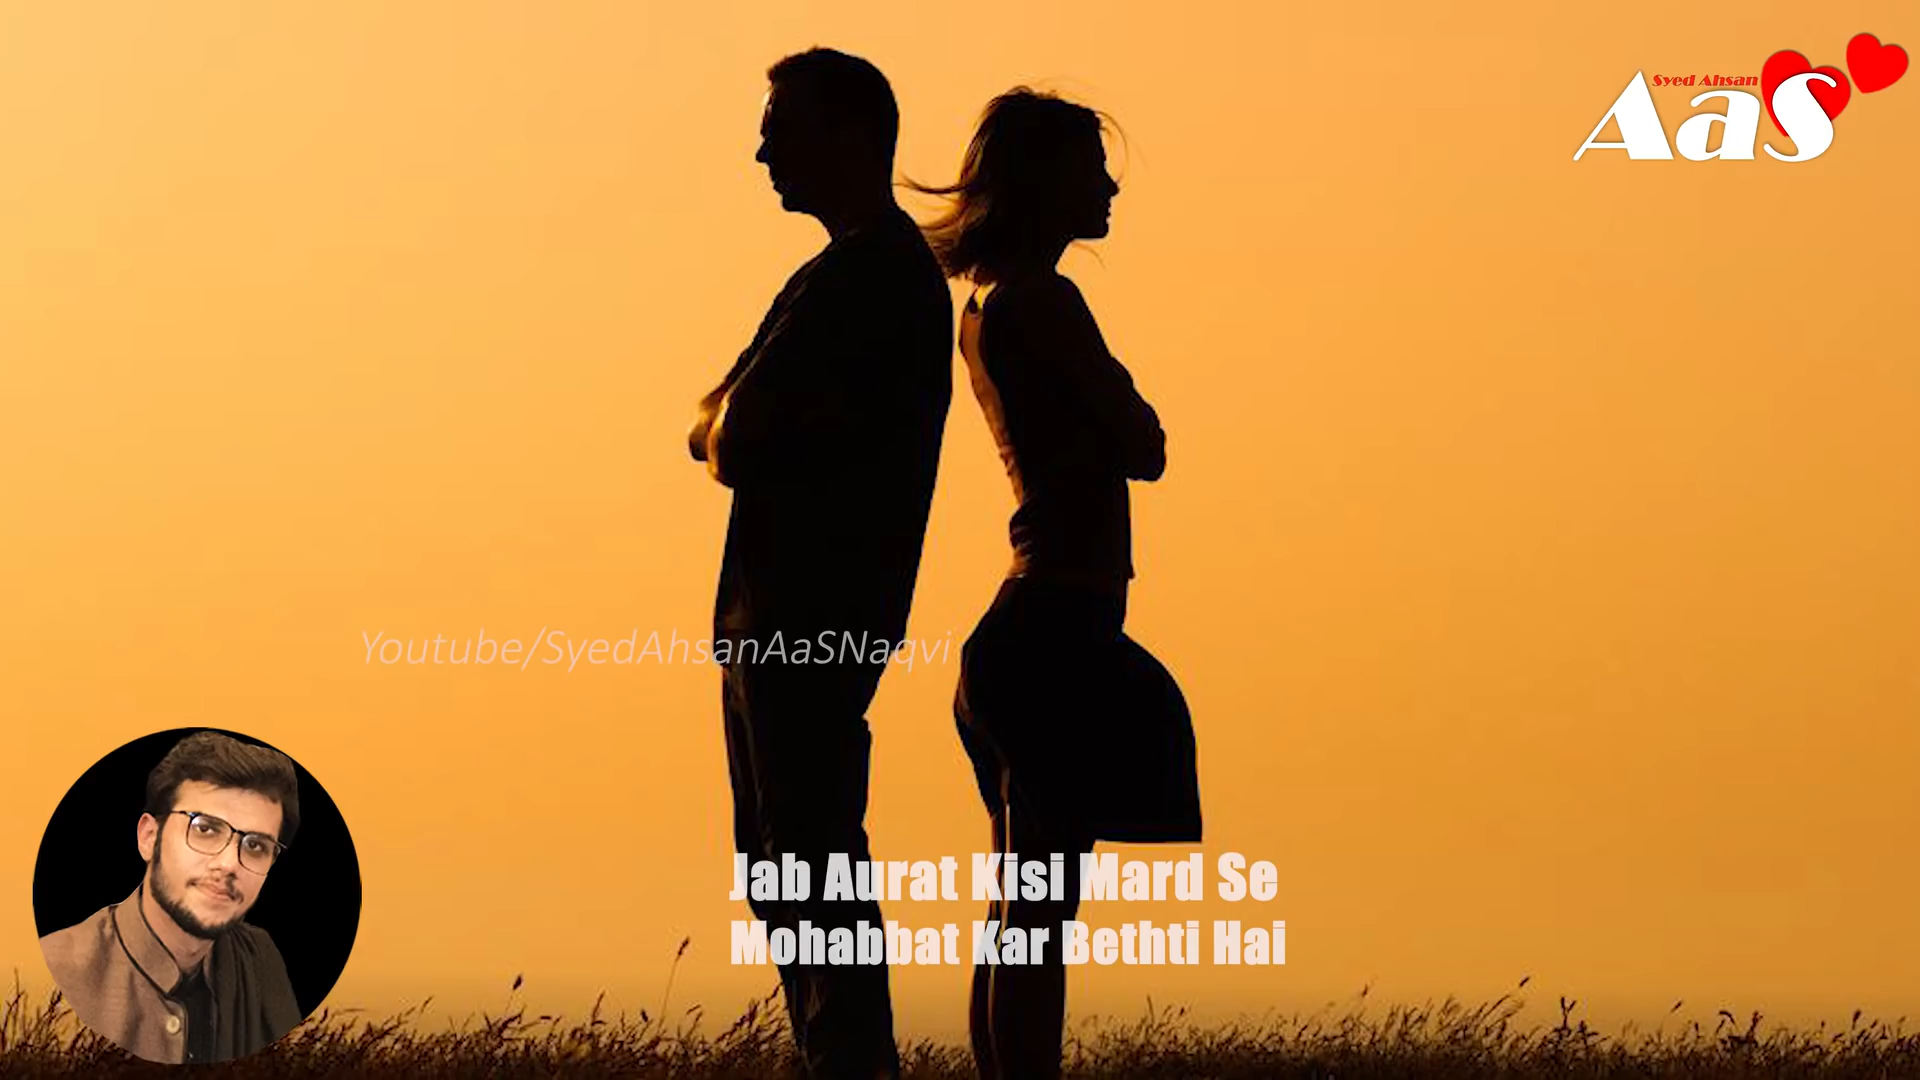 Syed Ahsan
AaS
Youtube/SyedAhsanAaSNaqvi
Jab Aurat Kisi Mard Se
Mohabbat Kar Bethti Hai